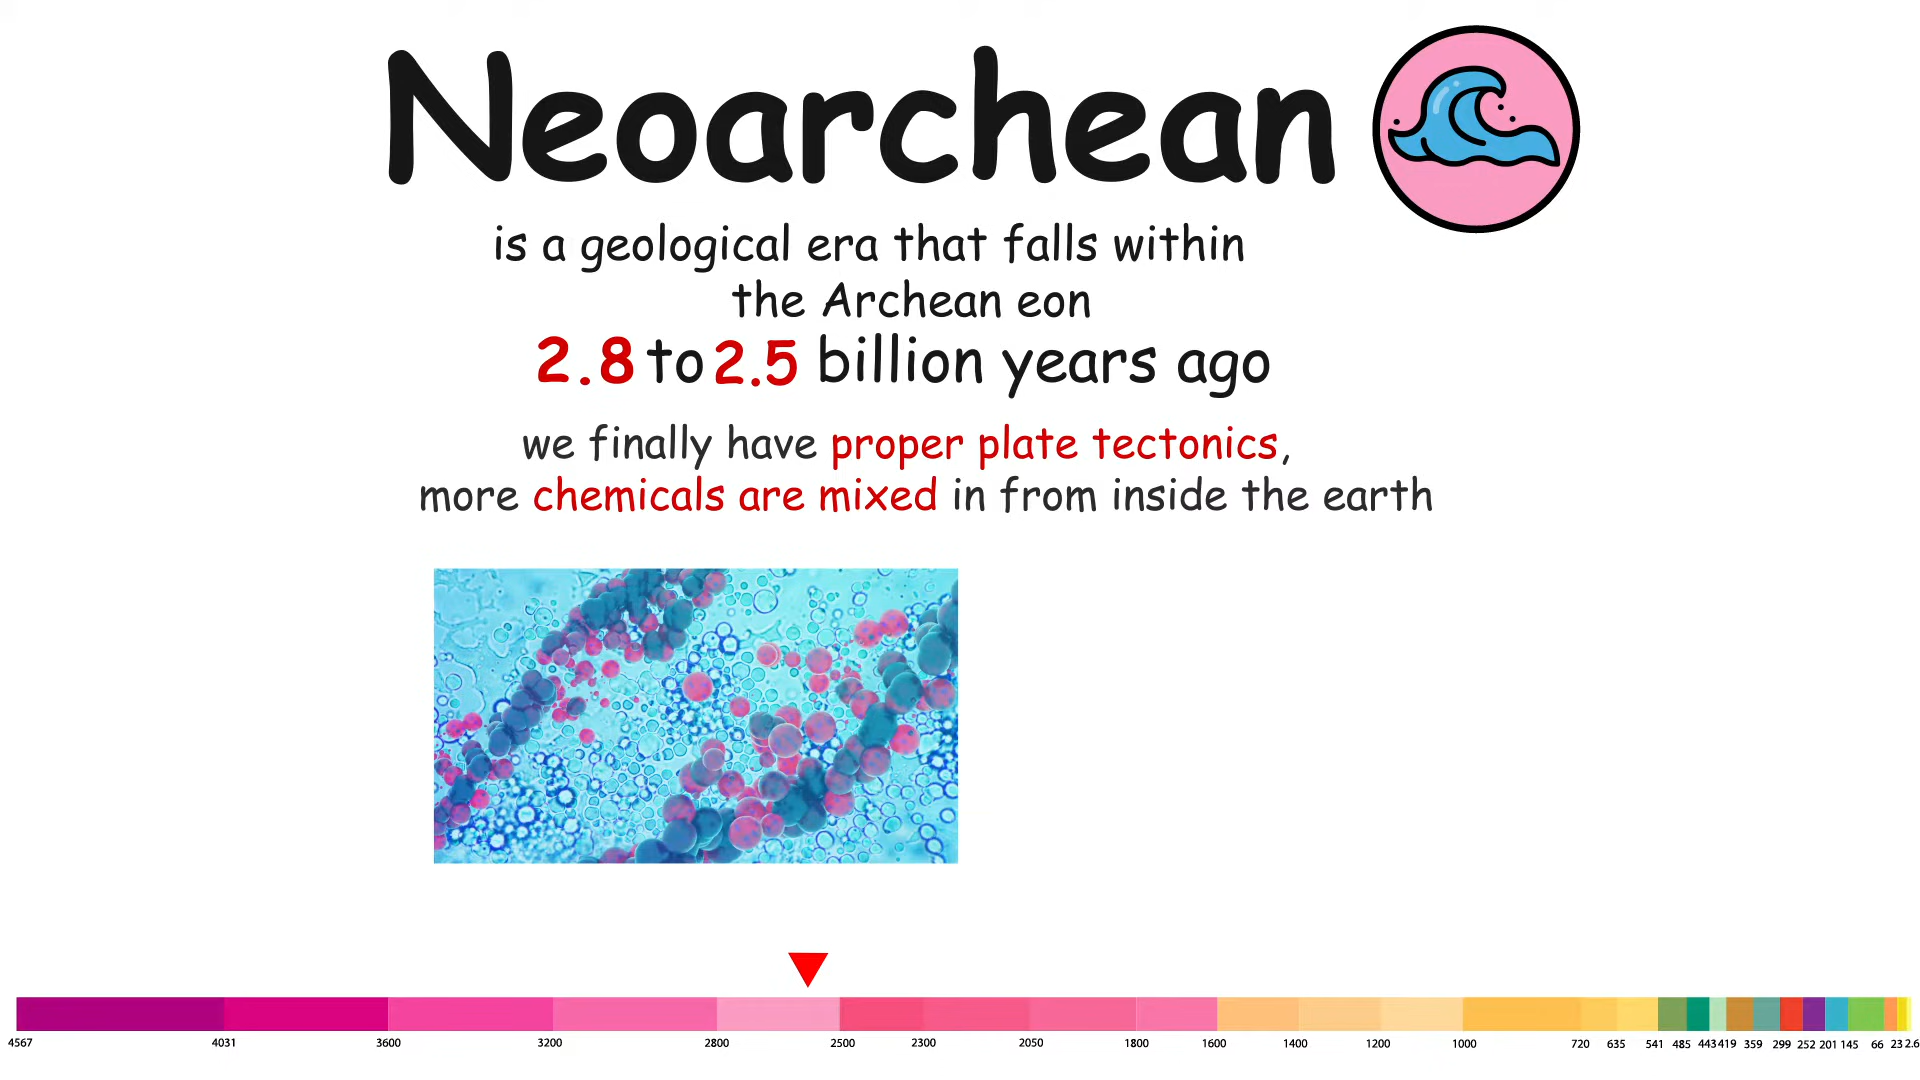 Neoarchean
is a geological era that falls within
the Archean eon
2.8 to 2.5 billion years ago
we finally have proper plate tectonics,
more chemicals are mixed in from inside the earth
4567 4031 3600 3200 2800 2500 2300 2050 1800 1600 1400 1200 1000 720 635 541 485 443 419 359 299 252 201 145 66 23 2.6